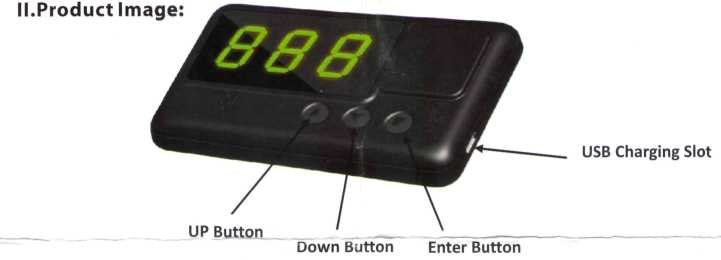 II.Product Image:
888
USB Charging Slot
UP Button
Down Button
Enter Button